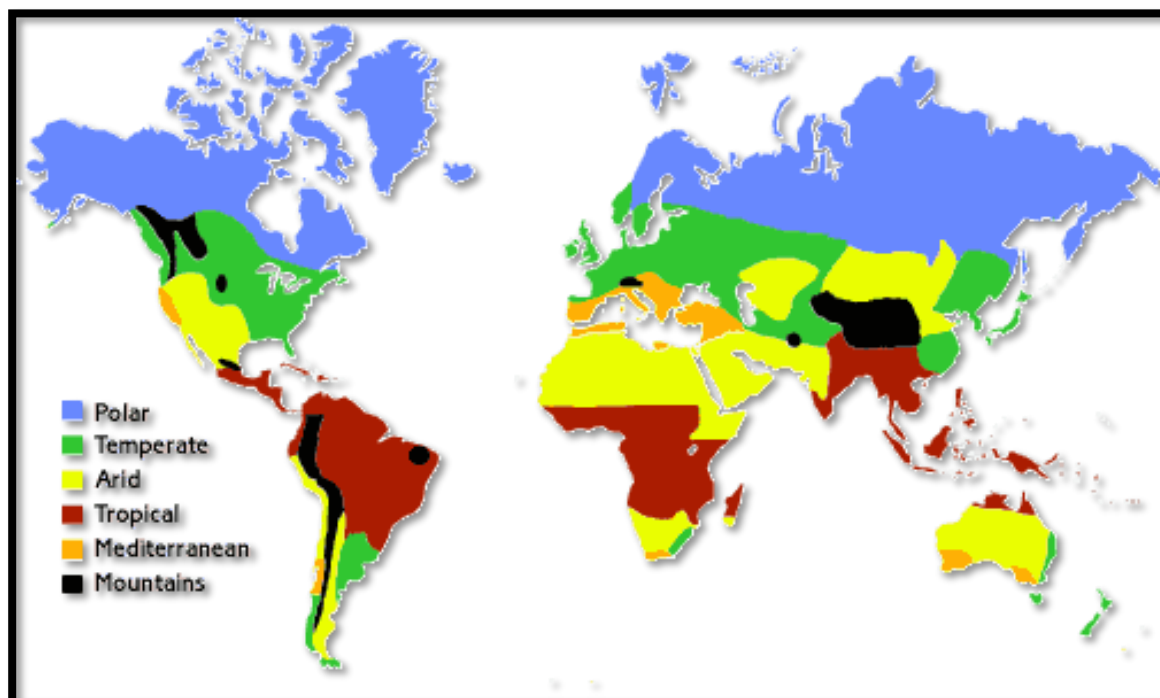 Polar
Temperate
Arid
Tropical
Mediterranean
Mountains